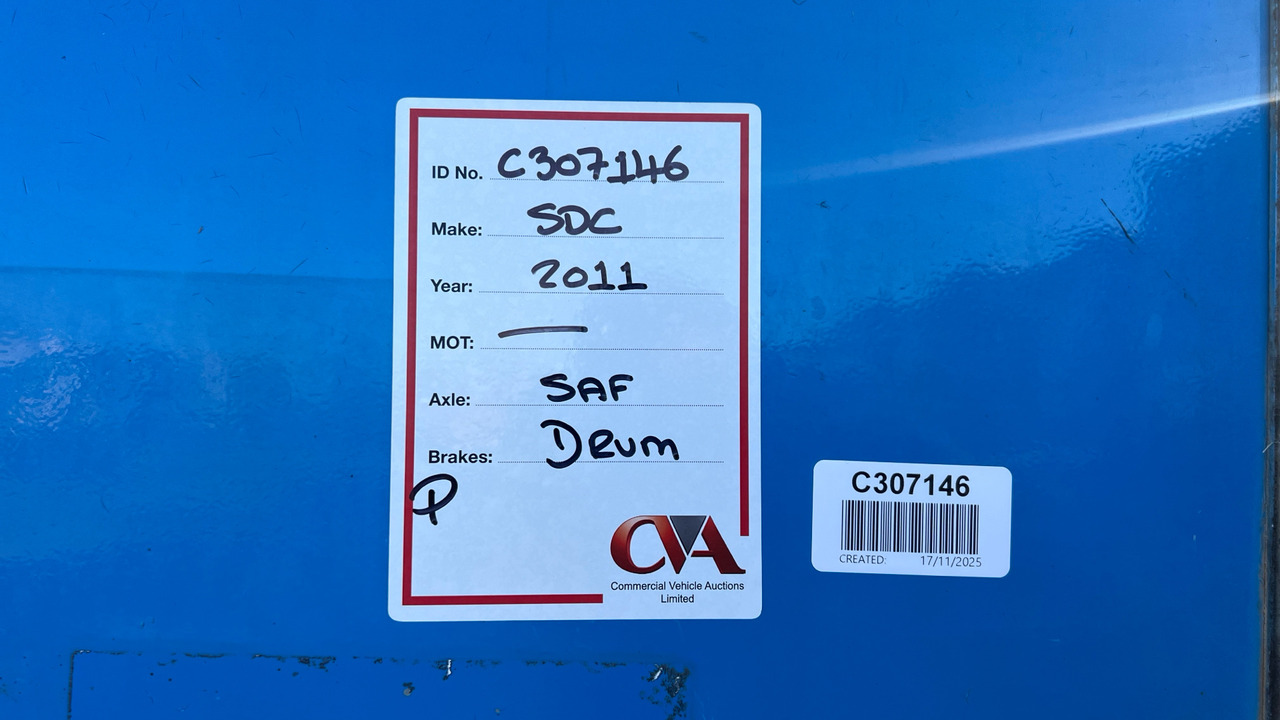 ID No. C307146
Make: SDC
Year: 2011
MOT: —
Axle: SAF
Brakes: Drum
P
CVA
Commercial Vehicle Auctions
Limited
C307146
CREATED: 17/11/2025